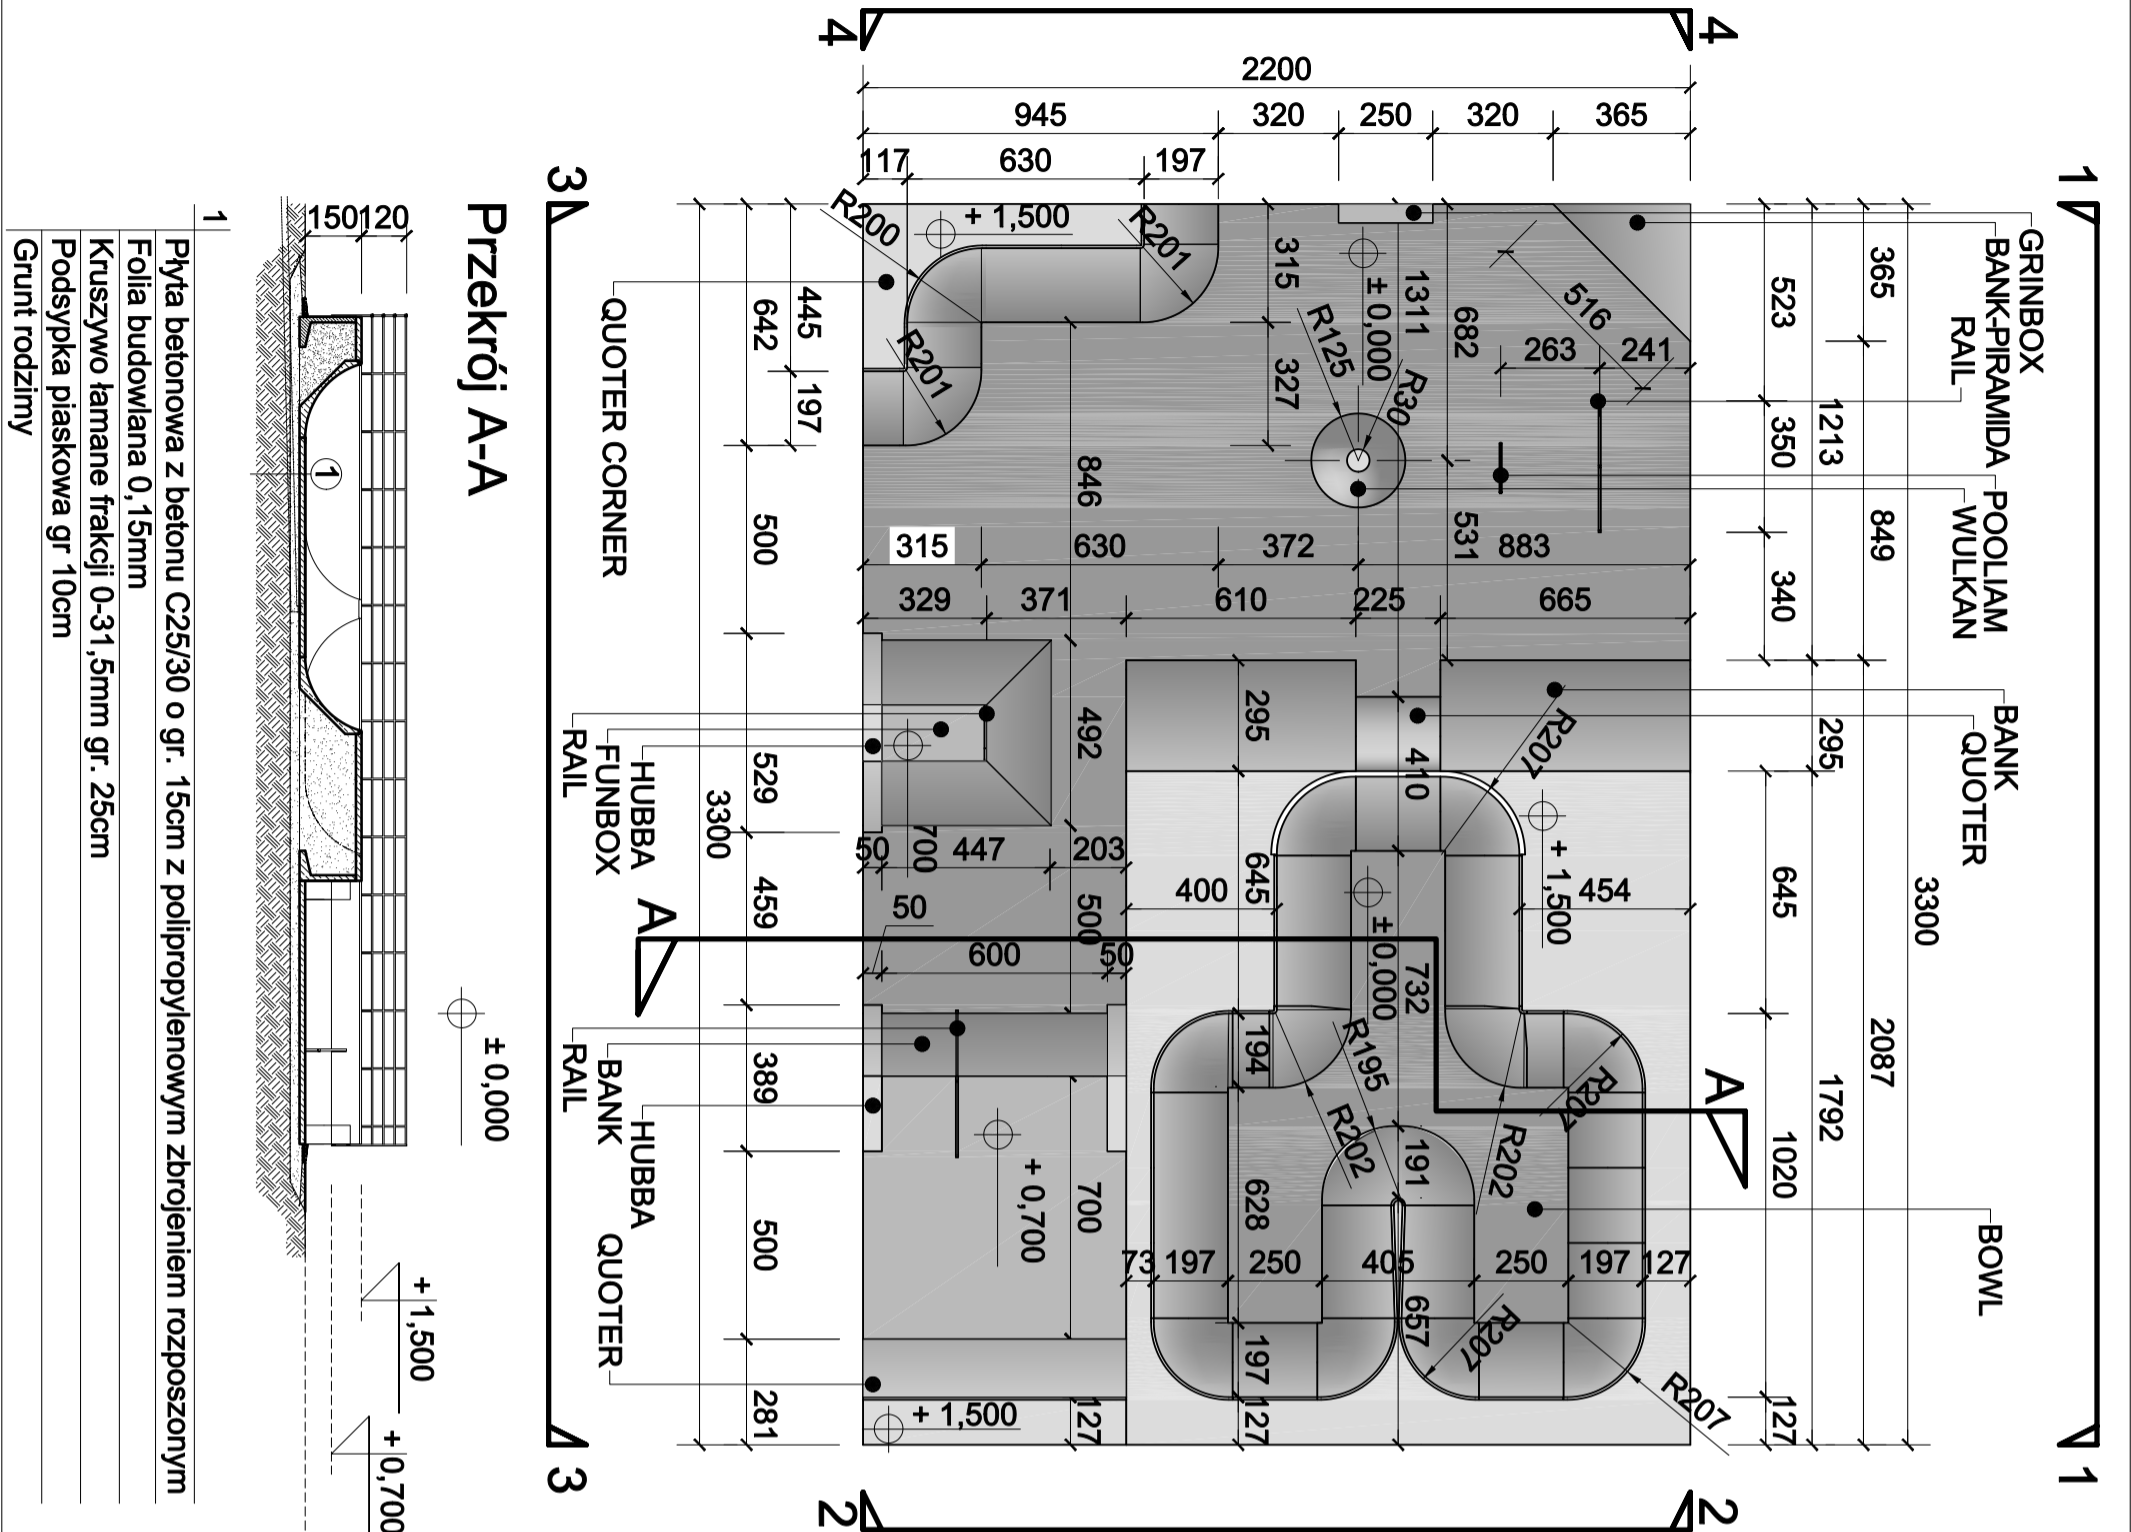 4
4
2200
945
320
250
320
365
117
630
197
1
1
GRINBOX
BANK-PIRAMIDA
RAIL
POOLIAM
WULKAN
BANK
QUOTER
BOWL
3300
365
849
2087
1213
295
1792
523
350
340
645
1020
127
R200
+ 1,500
R201
R201
315
327
± 0,000
1311
682
R125
R30
516
263
241
846
531
315
630
372
883
329
371
610
225
665
295
410
R207
492
700
50
447
203
+ 1,500
400
645
454
500
50
600
50
± 0,000
732
194
R195
R202
R202
R207
191
+ 0,700
700
628
73
197
250
405
250
197
127
657
R207
197
R207
+ 1,500
127
127
445
197
642
500
529
459
389
500
281
3300
QUOTER CORNER
HUBBA
FUNBOX
RAIL
HUBBA
BANK
RAIL
QUOTER
A
A
3
3
2
2
Przekrój A-A
150
120
1
± 0,000
+ 1,500
+ 0,700
1
Płyta betonowa z betonu C25/30 o gr. 15cm z polipropylenowym zbrojeniem rozposzonym
Folia budowlana 0,15mm
Kruszywo łamane frakcji 0-31,5mm gr. 25cm
Podsypka piaskowa gr 10cm
Grunt rodzimy